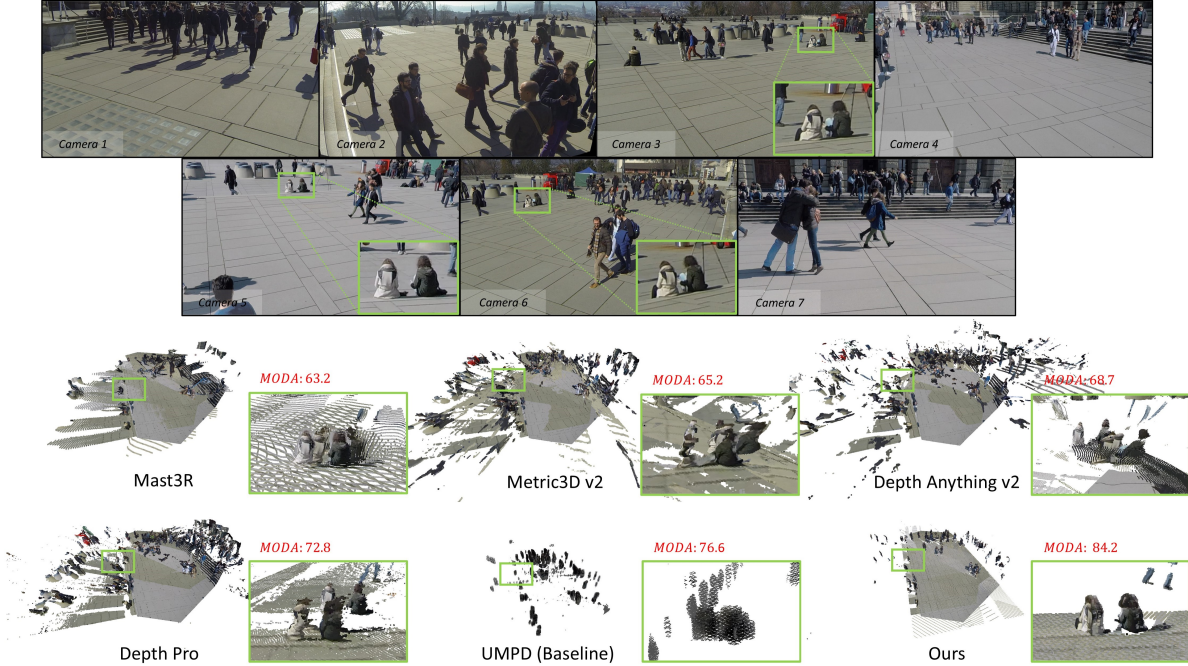 Camera 1
Camera 2
Camera 3
Camera 4
Camera 5
Camera 6
Camera 7
MODA: 63.2
MODA: 65.2
MODA: 68.7
Mast3R
Metric3D v2
Depth Anything v2
MODA: 72.8
MODA: 76.6
MODA: 84.2
Depth Pro
UMPD (Baseline)
Ours